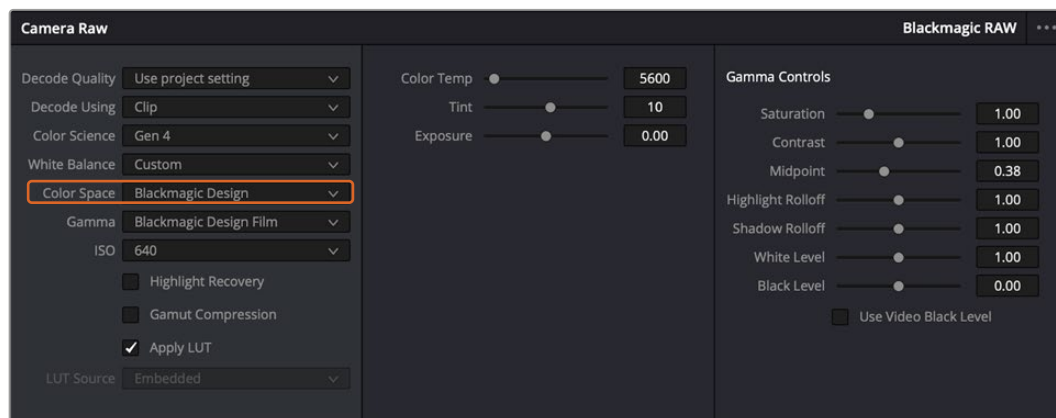 Camera Raw
Blackmagic RAW
Decode Quality Use project setting
Decode Using Clip
Color Science Gen 4
White Balance Custom
Color Space Blackmagic Design
Gamma Blackmagic Design Film
ISO 640
Highlight Recovery
Gamut Compression
Apply LUT
LUT Source Embedded
Color Temp 5600
Tint 10
Exposure 0.00
Gamma Controls
Saturation 1.00
Contrast 1.00
Midpoint 0.38
Highlight Rolloff 1.00
Shadow Rolloff 1.00
White Level 1.00
Black Level 0.00
Use Video Black Level